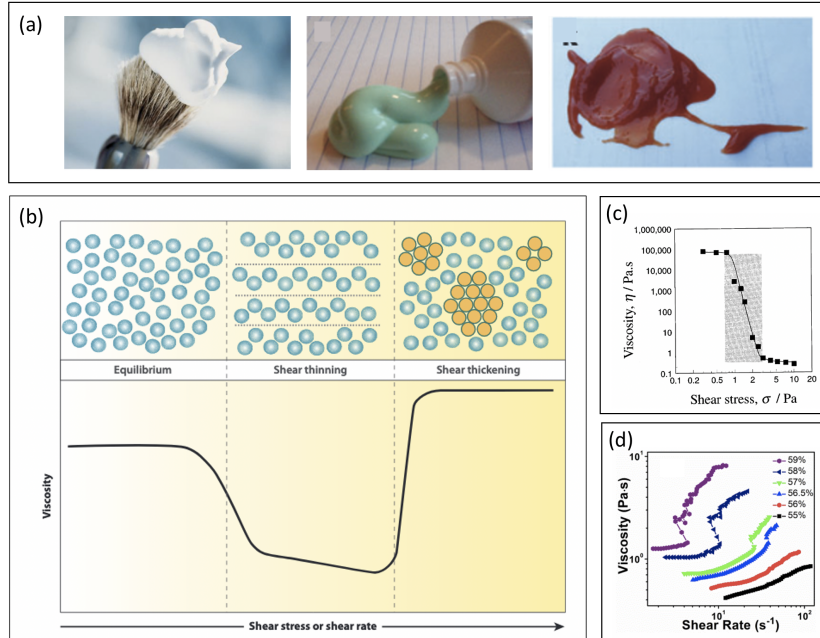 (a)
(b)
Equilibrium Shear thinning Shear thickening
Viscosity
Shear stress or shear rate
(c)
1,000,000
100,000
10,000
1,000
100
10
1
0.1
0.1 0.2 0.5 1 2 5 10 20
Viscosity, η / Pa.s
Shear stress, σ / Pa
(d)
59%
58%
57%
56.5%
56%
55%
10¹
10⁰
10¹ 10²
Viscosity (Pa·s)
Shear Rate (s⁻¹)